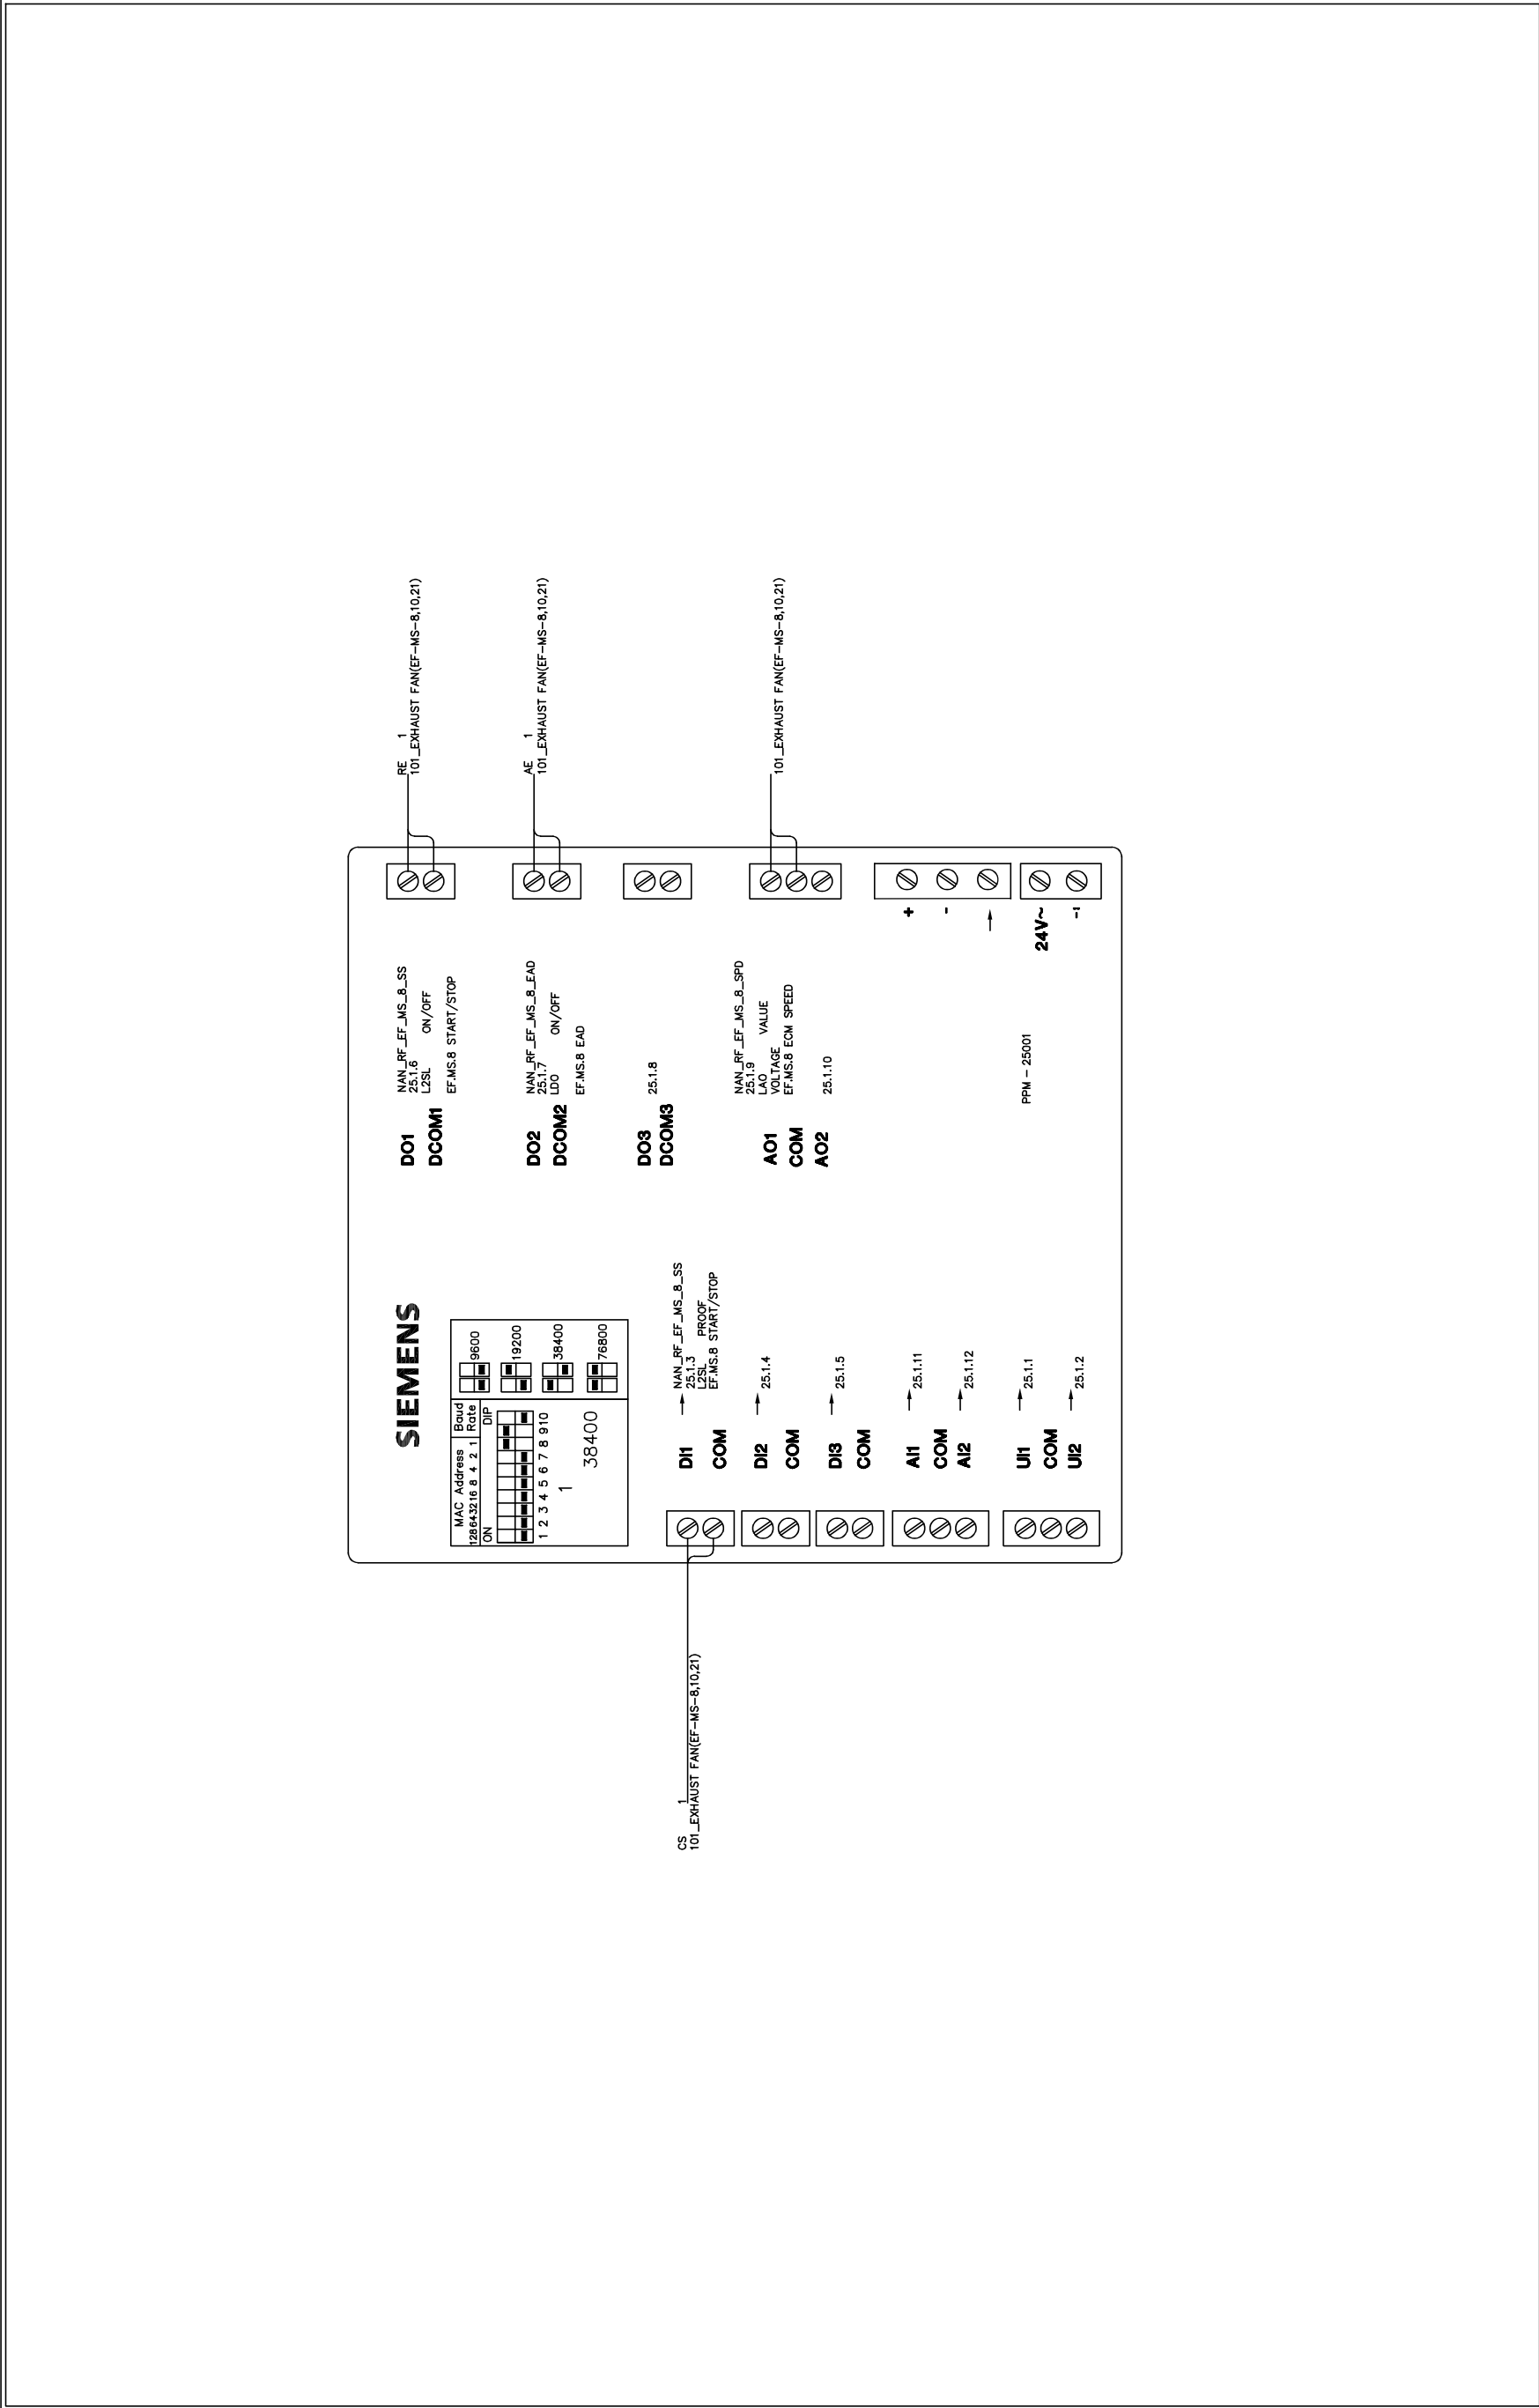 SIEMENS
MAC Address
Baud
Rate
128 64 32 16 8 4 2 1
ON
DIP
1 2 3 4 5 6 7 8 9 10
1
38400
9600
19200
38400
76800
CS 1
101_EXHAUST FAN(EF-MS-8,10,21)
DI1
NAN_RF_EF_MS_8_SS
25.1.3
L2SL PROOF
EF.MS.8 START/STOP
COM
DI2
25.1.4
COM
DI3
25.1.5
COM
AI1
25.1.11
COM
AI2
25.1.12
UI1
25.1.1
COM
UI2
25.1.2
DO1
DCOM1
NAN_RF_EF_MS_8_SS
25.1.6
L2SL ON/OFF
EF.MS.8 START/STOP
RE 1
101_EXHAUST FAN(EF-MS-8,10,21)
DO2
DCOM2
NAN_RF_EF_MS_8_EAD
25.1.7
LDO ON/OFF
EF.MS.8 EAD
AE 1
101_EXHAUST FAN(EF-MS-8,10,21)
DO3
DCOM3
25.1.8
AO1
COM
AO2
NAN_RF_EF_MS_8_SPD
25.1.9
LAO VALUE
VOLTAGE
EF.MS.8 ECM SPEED
25.1.10
101_EXHAUST FAN(EF-MS-8,10,21)
+
-
24V~
PPM - 25001